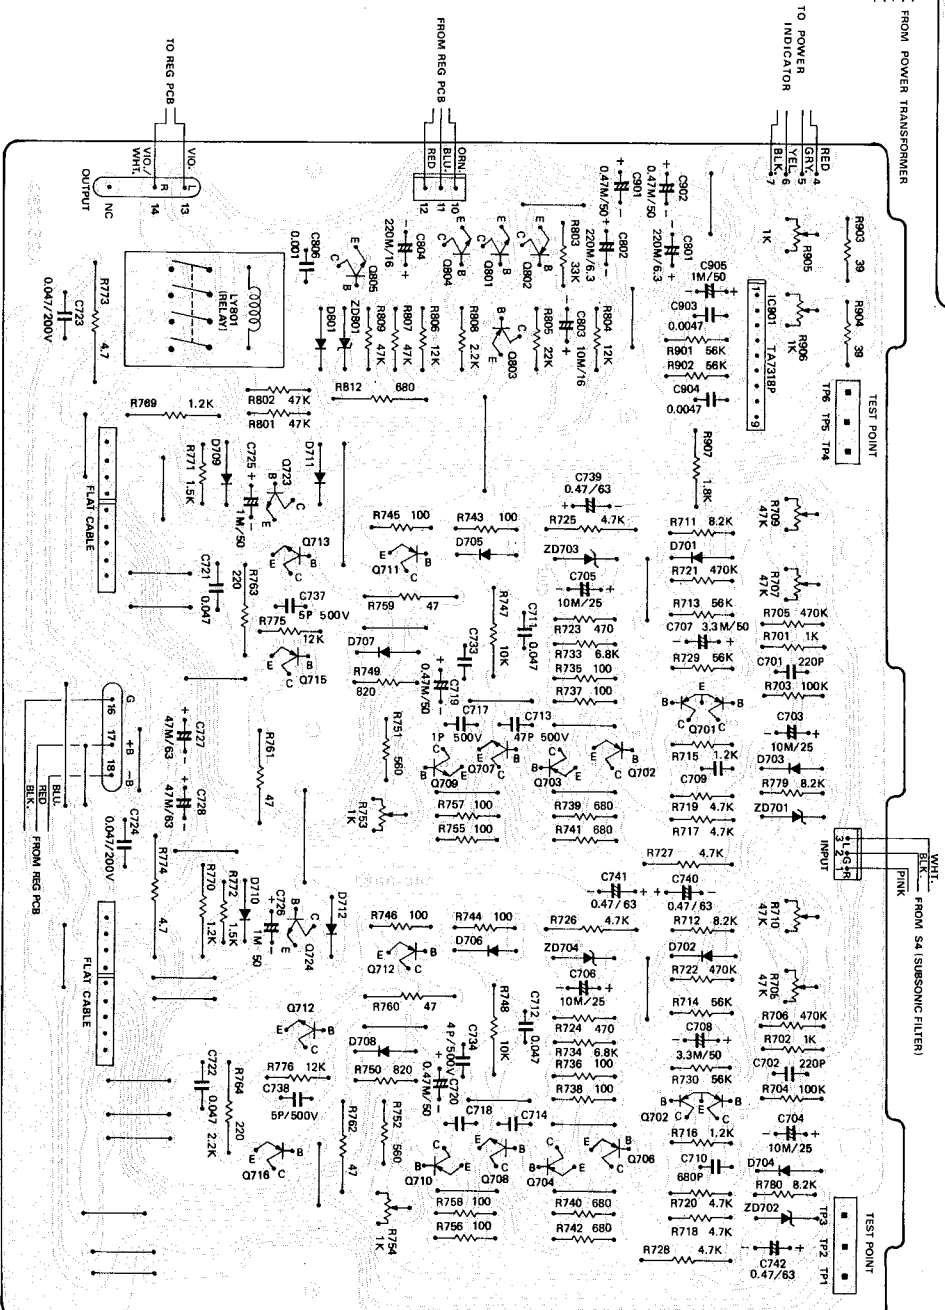 FROM POWER TRANSFORMER
TO POWER
INDICATOR
FROM REG PCB
TO REG PCB
RED
GRY.
YEL.
BLK.
4
5
6
7
ORN.
BLU.
RED
10
11
12
VIO.
VIO./
WHT.
L
R
NC
13
14
OUTPUT
R903 39
R904 39
R905
1K
R906
1K
TEST POINT
TP6 TP5 TP4
C902
0.47M/50
C901
0.47M/50
C801
220M/6.3
C802
220M/6.3
C905
1M/50
IC901 TA7318P
1
9
C903
0.0047
R901 56K
R902 56K
C904
0.0047
R907
1.8K
R803
33K
C803 10M/16
R804
12K
R805
22K
Q802
Q801
Q804
Q803
C804
220M/16
R808
2.2K
R806
12K
R807
47K
R809
47K
Q805
ZD801
D801
C806
0.001
R812 680
LY801
(RELAY)
R773
4.7
C723
0.047/200V
R802 47K
R801 47K
R769 1.2K
FLAT CABLE
D709
R771
1.5K
C725
1M/50
Q723
D711
C739
0.47/63
R725 4.7K
R743 100
R745 100
D705
ZD703
Q711
Q713
C705
10M/25
R711 8.2K
D701
R721 470K
R713 56K
C707 3.3M/50
R729 56K
R709
47K
R707
47K
R705 470K
R701 1K
C701 220P
R703 100K
C703
10M/25
D703
R779 8.2K
ZD701
Q701
R715 1.2K
C709
R719 4.7K
R717 4.7K
R727 4.7K
R723 470
R733 6.8K
R735 100
R737 100
C711
0.047
R747
10K
C733
R759 47
D707
R749
820
C719
0.47M/50
C717
1P 500V
C713
47P 500V
Q709
Q707
Q703
Q702
R739 680
R741 680
R757 100
R755 100
R751
560
R753
1K
C721
0.047
R763
220
C737
5P 500V
R775
12K
Q715
R761
47
C727
47M/63
C728
47M/63
G
16
17
18
+B
-B
BLU.
RED
BLK.
FROM REG PCB
C724
0.047/200V
R774
4.7
R770
1.2K
R772
1.5K
D710
C726
1M
50
Q724
D712
FLAT CABLE
WHT.
BLK.
PINK
FROM S4 (SUBSONIC FILTER)
L G R
3 2 1
INPUT
C741
0.47/63
C740
0.47/63
R726 4.7K
R712 8.2K
D702
R722 470K
R714 56K
C708
3.3M/50
R730 56K
Q702
R716 1.2K
C710
680P
R720 4.7K
R718 4.7K
R728 4.7K
R710
47K
R706 470K
R702 1K
C702 220P
R704 100K
C704
10M/25
D704
R780 8.2K
ZD702
C742
0.47/63
TEST POINT
TP3 TP2 TP1
R746 100
R744 100
D706
Q712
ZD704
C706
10M/25
R724 470
R734 6.8K
R736 100
R738 100
C712
0.047
R748
10K
R760 47
D708
R750 820
C734
4P/500V
C720
0.47M/50
C718
C714
Q710
Q708
Q704
Q706
R740 680
R742 680
R758 100
R756 100
R752
560
R754
1K
Q712
R776 12K
C738
5P/500V
R762
47
R764
220
C722
0.047 2.2K
Q716
E
C
B